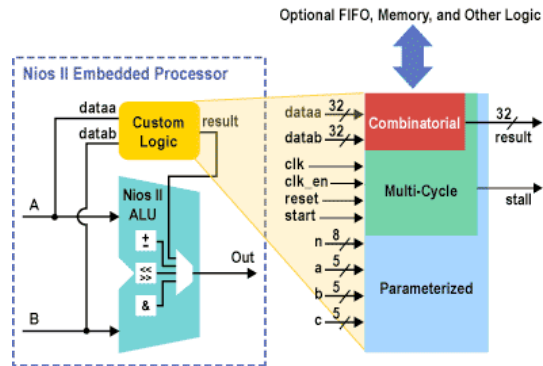 Optional FIFO, Memory, and Other Logic
Nios II Embedded Processor
dataa
datab
Custom
Logic
result
A
B
Nios II
ALU
+
−
<<
>>
&
Out
dataa 32
datab 32
clk
clk_en
reset
start
n 8
a 5
b 5
c 5
Combinatorial
Multi-Cycle
Parameterized
32
result
stall